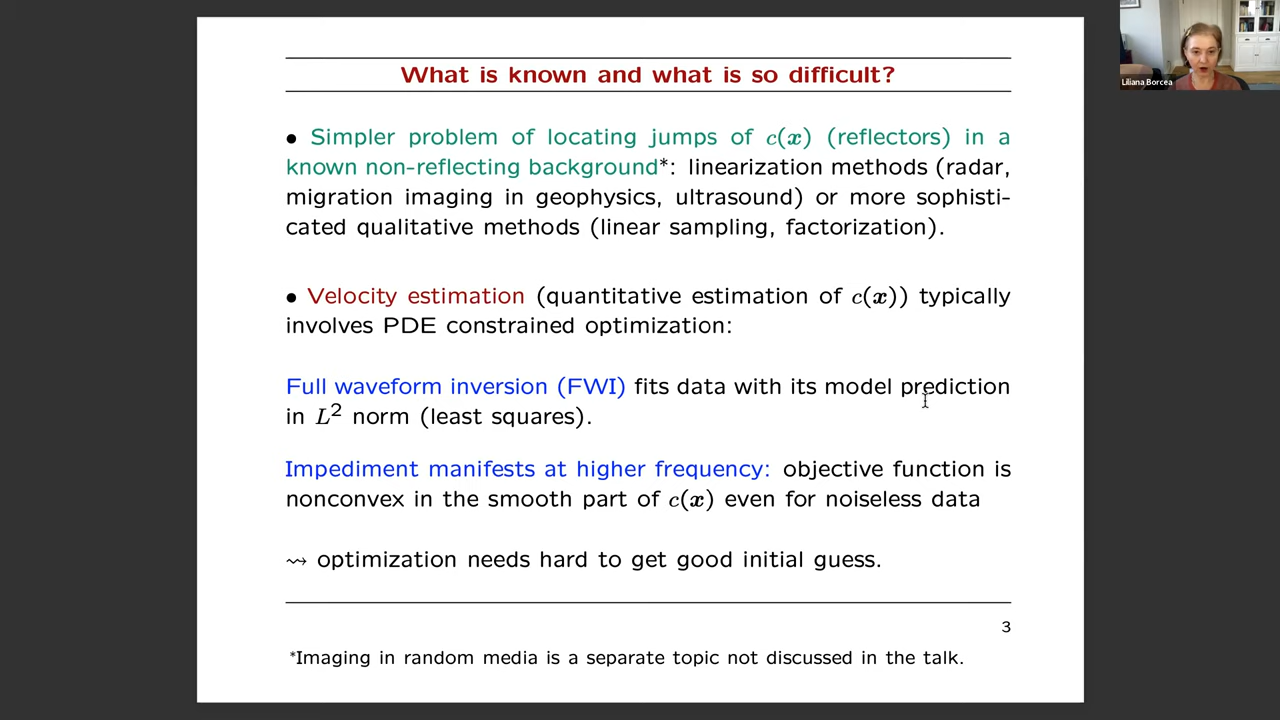 Liliana Borcea
What is known and what is so difficult?
• Simpler problem of locating jumps of c(x) (reflectors) in a
known non-reflecting background*: linearization methods (radar,
migration imaging in geophysics, ultrasound) or more sophisti-
cated qualitative methods (linear sampling, factorization).
• Velocity estimation (quantitative estimation of c(x)) typically
involves PDE constrained optimization:
Full waveform inversion (FWI) fits data with its model prediction
in L² norm (least squares).
Impediment manifests at higher frequency: objective function is
nonconvex in the smooth part of c(x) even for noiseless data
⇝ optimization needs hard to get good initial guess.
3
*Imaging in random media is a separate topic not discussed in the talk.